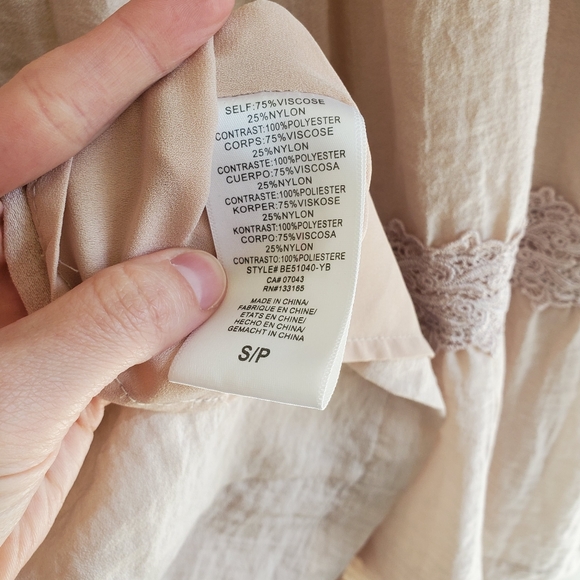 SELF:75%VISCOSE
25%NYLON
CONTRAST:100%POLYESTER
CORPS:75%VISCOSE
25%NYLON
CONTRASTE:100%POLYESTER
CUERPO:75%VISCOSA
25%NYLON
CONTRASTE:100%POLIESTER
KORPER:75%VISKOSE
25%NYLON
KONTRAST:100%POLYESTER
CORPO:75%VISCOSA
25%NYLON
CONTRASTO:100%POLIESTERE
STYLE# BE51040-YB
CA# 07043
RN#133165
MADE IN CHINA/
FABRIQUE EN CHINE/
ETATS EN CHINE/
HECHO EN CHINA/
GEMACHT IN CHINA
S/P